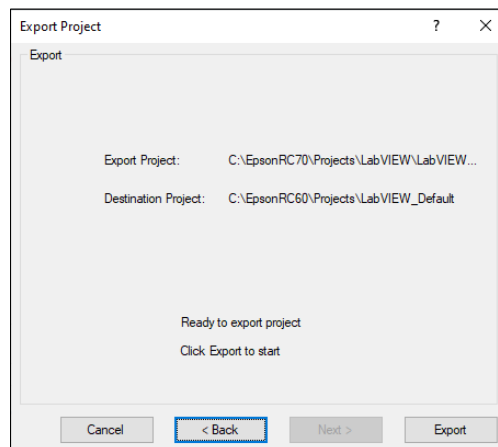 Export Project
?
Export
Export Project: C:\EpsonRC70\Projects\LabVIEW\LabVIEW...
Destination Project: C:\EpsonRC60\Projects\LabVIEW_Default
Ready to export project
Click Export to start
Cancel < Back Next > Export